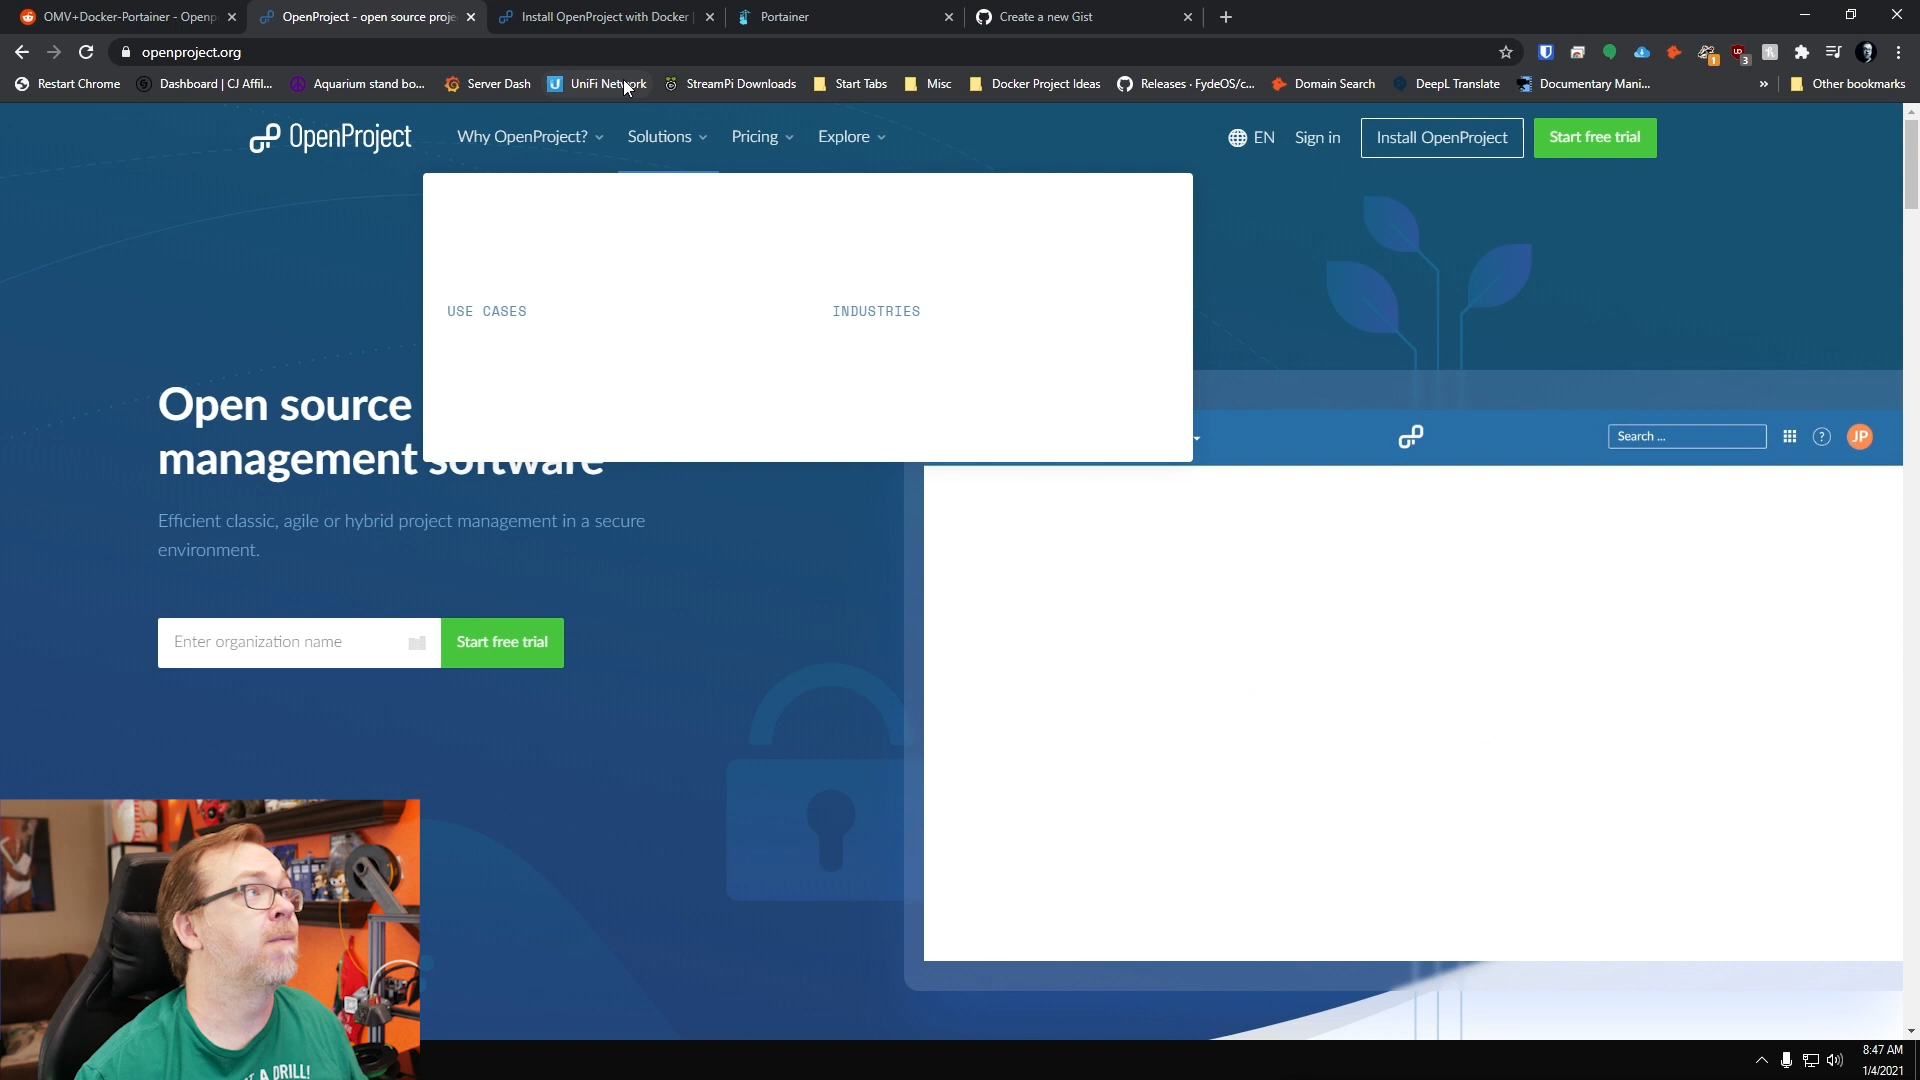 OMV+Docker-Portainer - Openp
OpenProject - open source proje
Install OpenProject with Docker
Portainer
Create a new Gist
openproject.org
1
3
Restart Chrome
Dashboard | CJ Affil...
Aquarium stand bo...
Server Dash
UniFi Network
StreamPi Downloads
Start Tabs
Misc
Docker Project Ideas
Releases · FydeOS/c...
Domain Search
DeepL Translate
Documentary Mani...
»
Other bookmarks
OpenProject
Why OpenProject?
Solutions
Pricing
Explore
EN
Sign in
Install OpenProject
Start free trial
USE CASES
INDUSTRIES
Open source
management software
Efficient classic, agile or hybrid project management in a secure
environment.
Enter organization name
Start free trial
Search ...
?
JP
A DRILL!
8:47 AM
1/4/2021